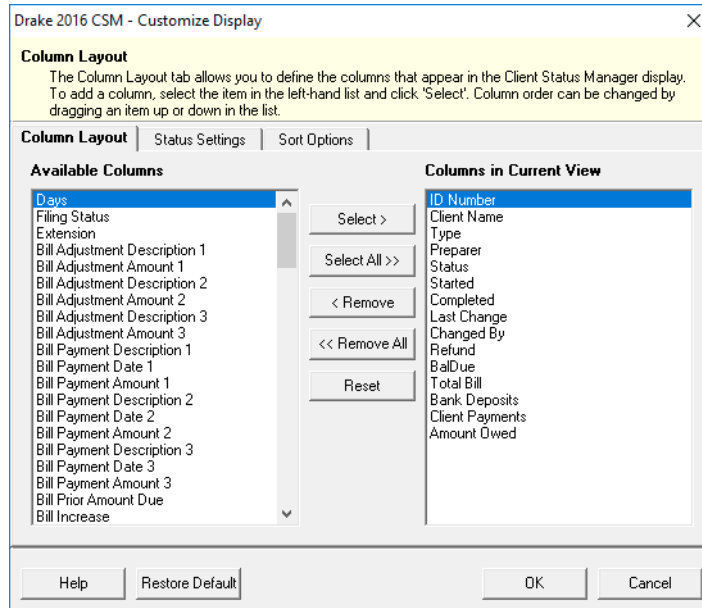 Drake 2016 CSM - Customize Display
Column Layout
The Column Layout tab allows you to define the columns that appear in the Client Status Manager display.
To add a column, select the item in the left-hand list and click 'Select'. Column order can be changed by
dragging an item up or down in the list.
Column Layout
Status Settings
Sort Options
Available Columns
Days
Filing Status
Extension
Bill Adjustment Description 1
Bill Adjustment Amount 1
Bill Adjustment Description 2
Bill Adjustment Amount 2
Bill Adjustment Description 3
Bill Adjustment Amount 3
Bill Payment Description 1
Bill Payment Date 1
Bill Payment Amount 1
Bill Payment Description 2
Bill Payment Date 2
Bill Payment Amount 2
Bill Payment Description 3
Bill Payment Date 3
Bill Payment Amount 3
Bill Prior Amount Due
Bill Increase
Select >
Select All >>
< Remove
<< Remove All
Reset
Columns in Current View
ID Number
Client Name
Type
Preparer
Status
Started
Completed
Last Change
Changed By
Refund
BalDue
Total Bill
Bank Deposits
Client Payments
Amount Owed
Help
Restore Default
OK
Cancel